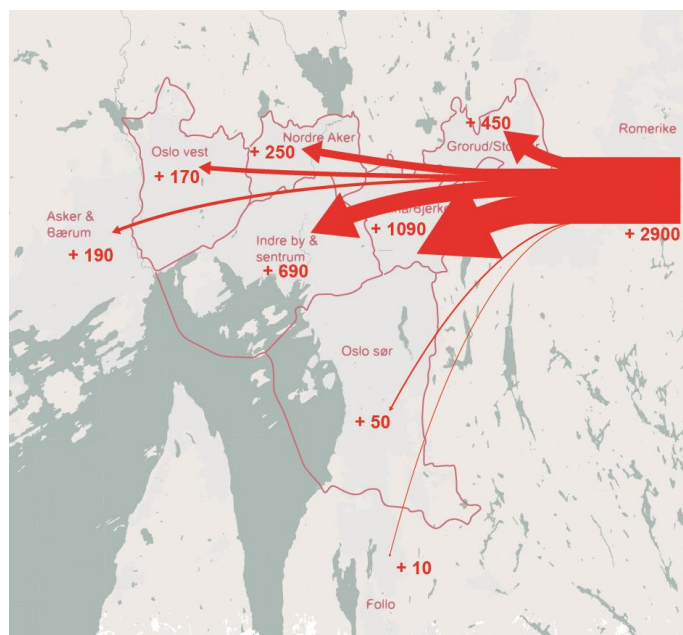 + 450
Nordre Aker
Romerike
Grorud/Sto
Oslo vest
+ 250
+ 170
/Bjerke
Asker &
Bærum
+ 190
+ 1090
+ 2900
Indre by &
sentrum
+ 690
Oslo sør
+ 50
+ 10
Follo